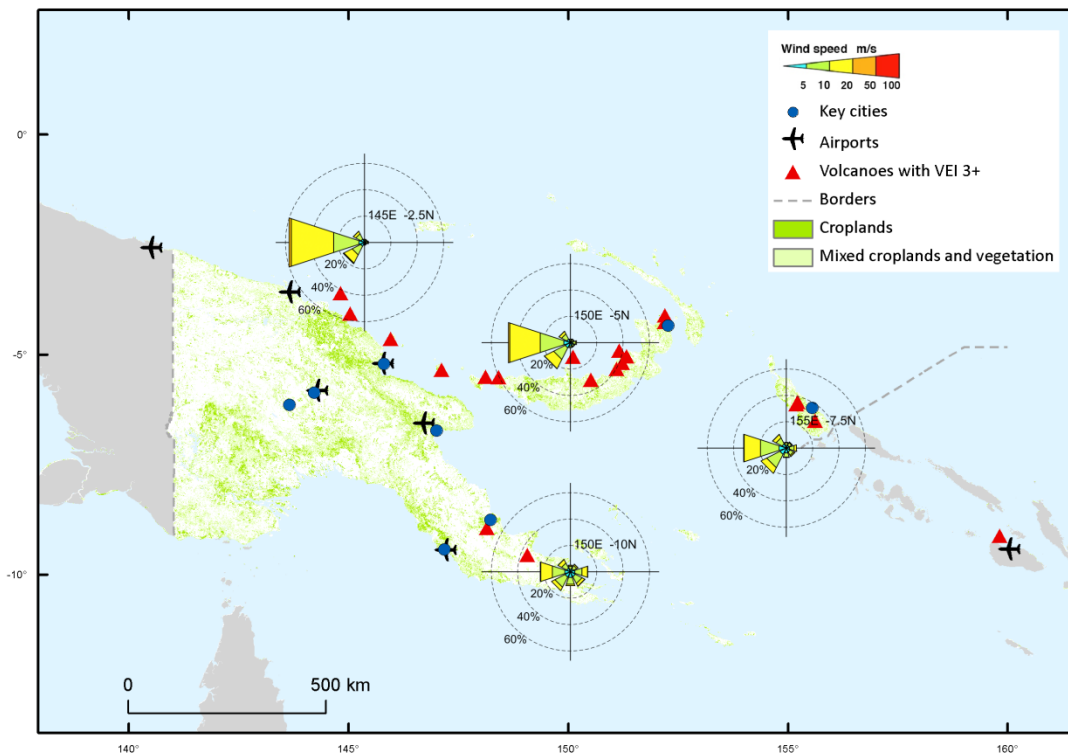 Wind speed m/s
5 10 20 50 100
Key cities
Airports
Volcanoes with VEI 3+
Borders
Croplands
Mixed croplands and vegetation
0°
-5°
-10°
145E -2.5N
20%
40%
60%
150E -5N
20%
40%
60%
155E -7.5N
20%
40%
60%
150E -10N
20%
40%
60%
0 500 km
140° 145° 150° 155° 160°